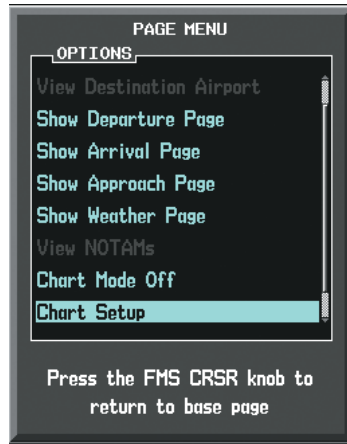 PAGE MENU
OPTIONS
View Destination Airport
Show Departure Page
Show Arrival Page
Show Approach Page
Show Weather Page
View NOTAMs
Chart Mode Off
Chart Setup
Press the FMS CRSR knob to
return to base page